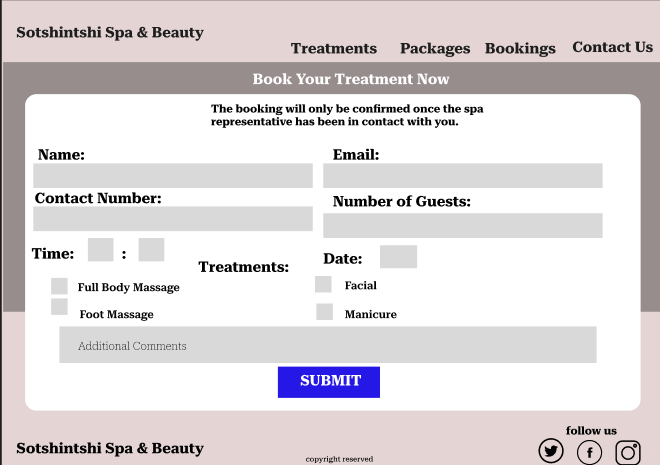 Sotshintshi Spa & Beauty
Treatments Packages Bookings Contact Us
Book Your Treatment Now
The booking will only be confirmed once the spa
representative has been in contact with you.
Name: Email:
Contact Number: Number of Guests:
Time: : Date:
Treatments:
Full Body Massage Facial
Foot Massage Manicure
Additional Comments
SUBMIT
follow us
Sotshintshi Spa & Beauty
copyright reserved